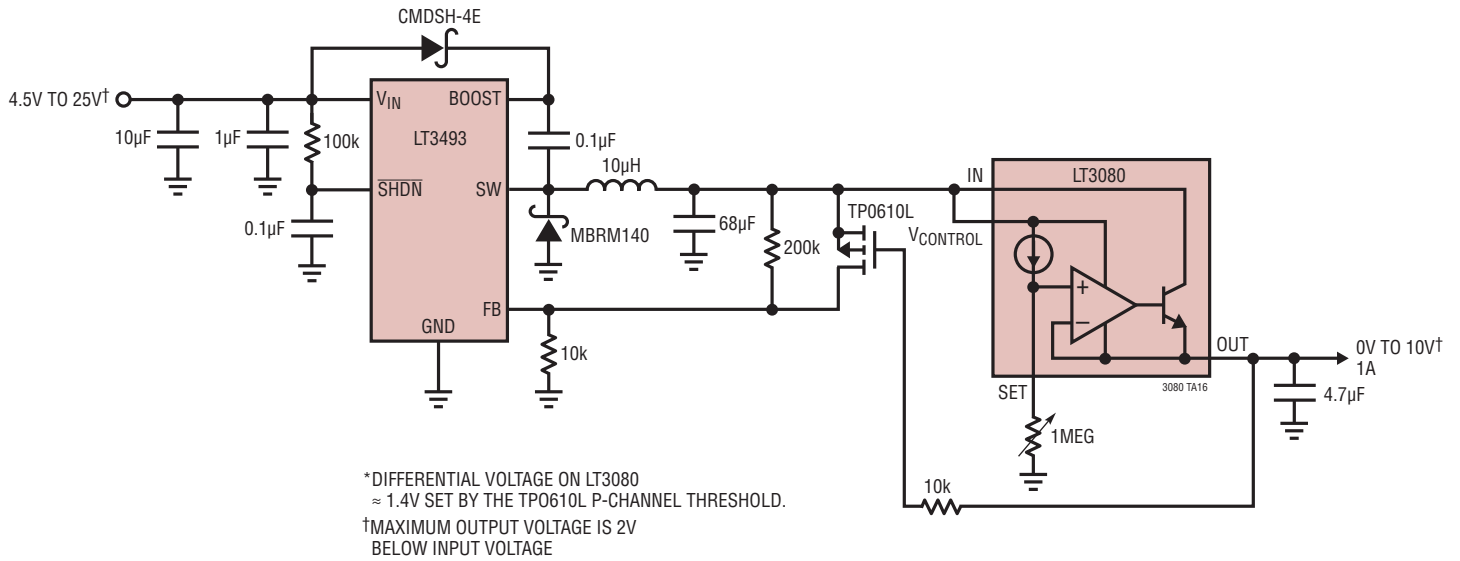 CMDSH-4E
4.5V TO 25V†
VIN
BOOST
LT3493
10µF
1µF
100k
0.1µF
10µH
IN
LT3080
SHDN
SW
TP0610L
0.1µF
MBRM140
68µF
200k
VCONTROL
FB
GND
10k
+
–
OUT
0V TO 10V†
1A
SET
3080 TA16
4.7µF
1MEG
10k
*DIFFERENTIAL VOLTAGE ON LT3080
≈ 1.4V SET BY THE TP0610L P-CHANNEL THRESHOLD.
†MAXIMUM OUTPUT VOLTAGE IS 2V
BELOW INPUT VOLTAGE